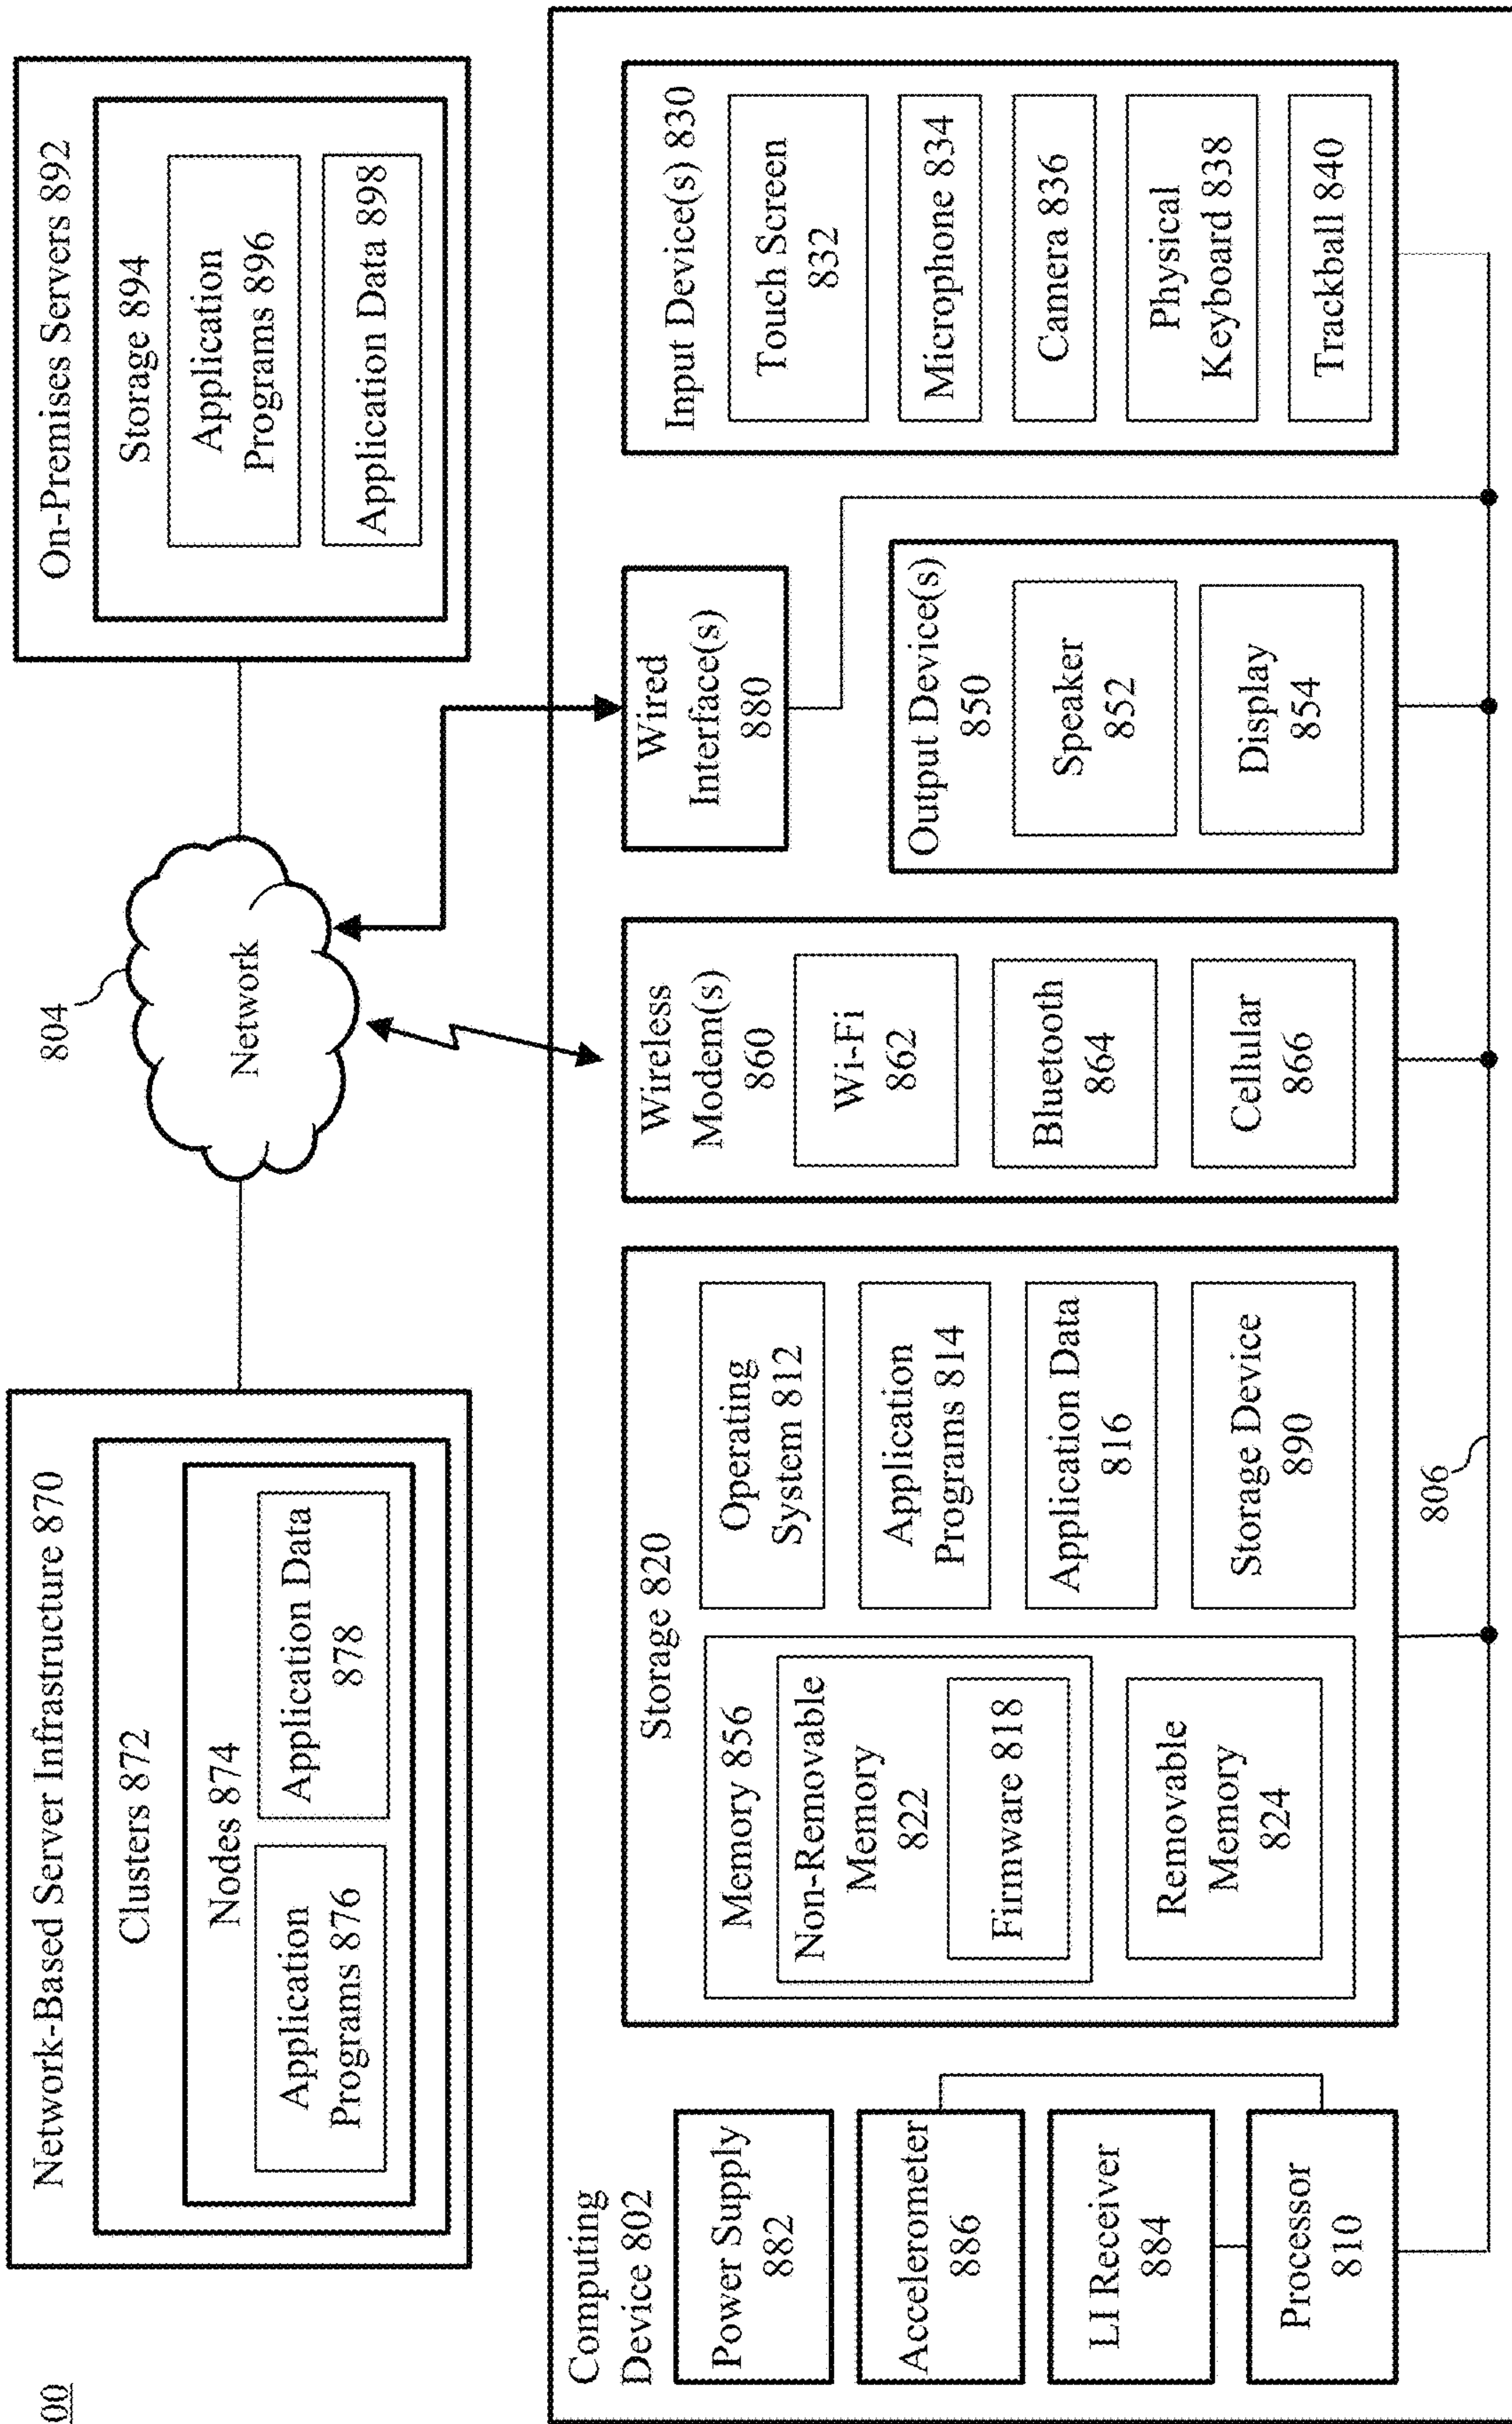 00
Network-Based Server Infrastructure 870
Clusters 872
Nodes 874
Application
Programs 876
Application Data
878
804
Network
On-Premises Servers 892
Storage 894
Application
Programs 896
Application Data 898
Computing
Device 802
Power Supply
882
Accelerometer
886
LI Receiver
884
Processor
810
Storage 820
Memory 856
Non-Removable
Memory
822
Firmware 818
Removable
Memory
824
Operating
System 812
Application
Programs 814
Application Data
816
Storage Device
890
Wireless
Modem(s)
860
Wi-Fi
862
Bluetooth
864
Cellular
866
Wired
Interface(s)
880
Output Device(s)
850
Speaker
852
Display
854
Input Device(s) 830
Touch Screen
832
Microphone 834
Camera 836
Physical
Keyboard 838
Trackball 840
806